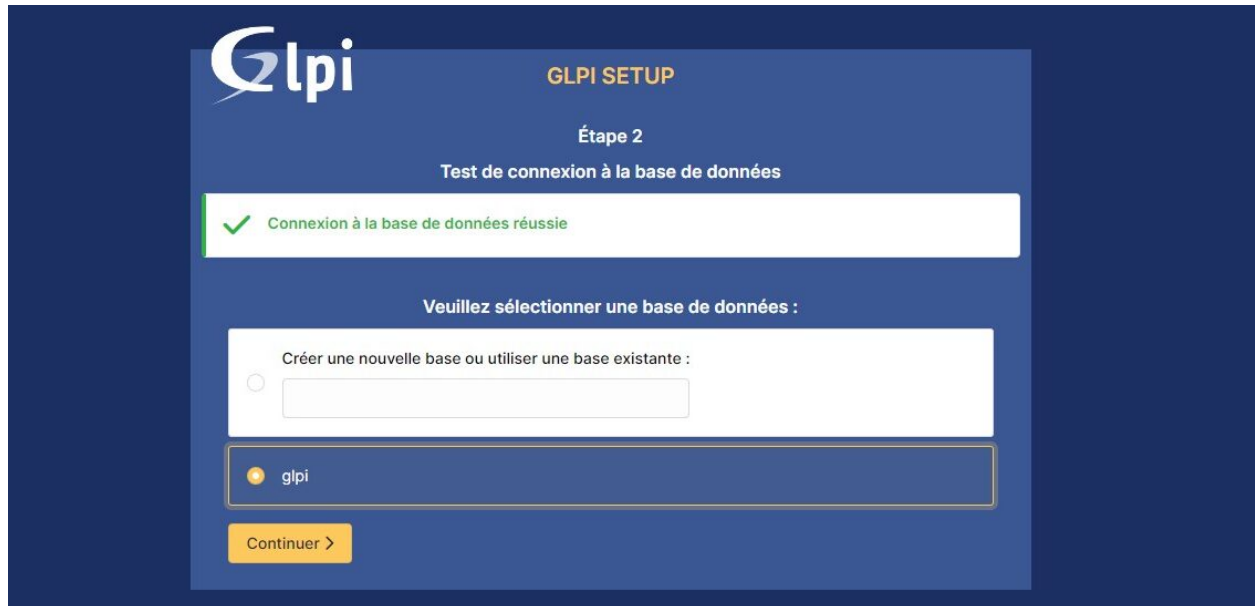 Glpi
GLPI SETUP
Étape 2
Test de connexion à la base de données
Connexion à la base de données réussie
Veuillez sélectionner une base de données :
Créer une nouvelle base ou utiliser une base existante :
glpi
Continuer >